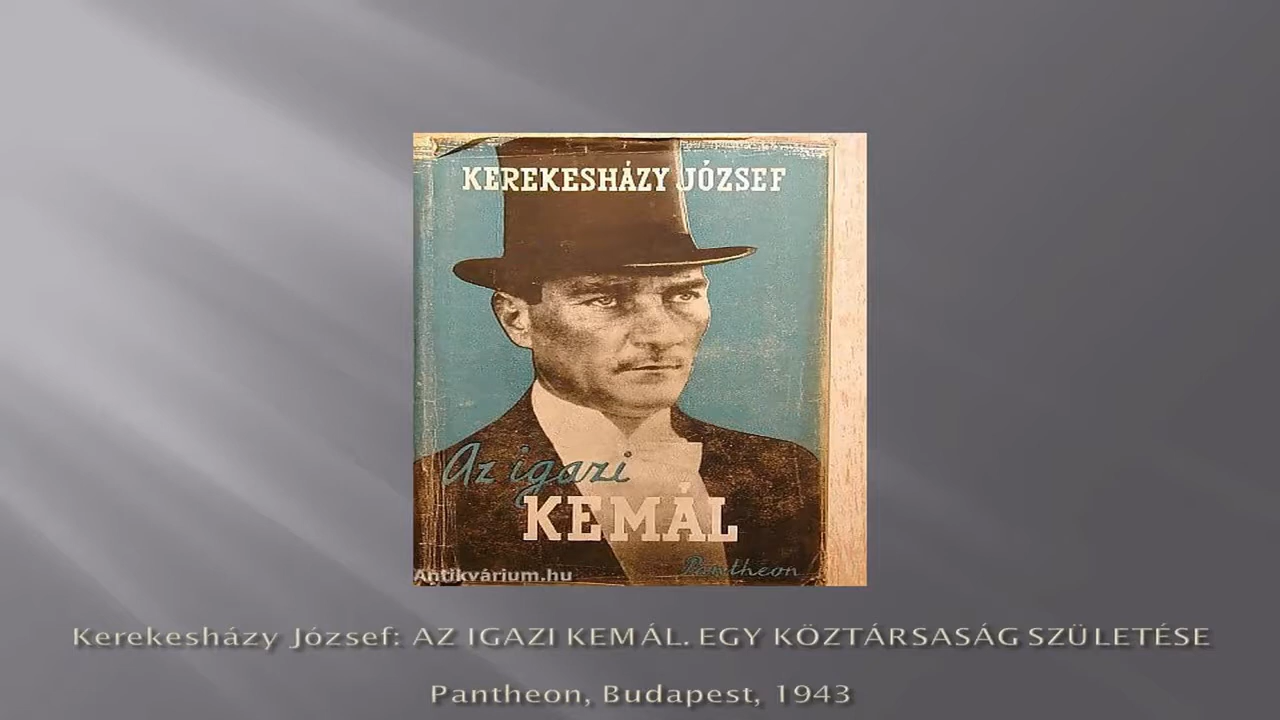 KEREKESHÁZY JÓZSEF
Az igazi
KEMÁL
Pantheon
Antikvárium.hu
Kerekesházy József: AZ IGAZI KEMÁL. EGY KÖZTÁRSASÁG SZÜLETÉSE
Pantheon, Budapest, 1943